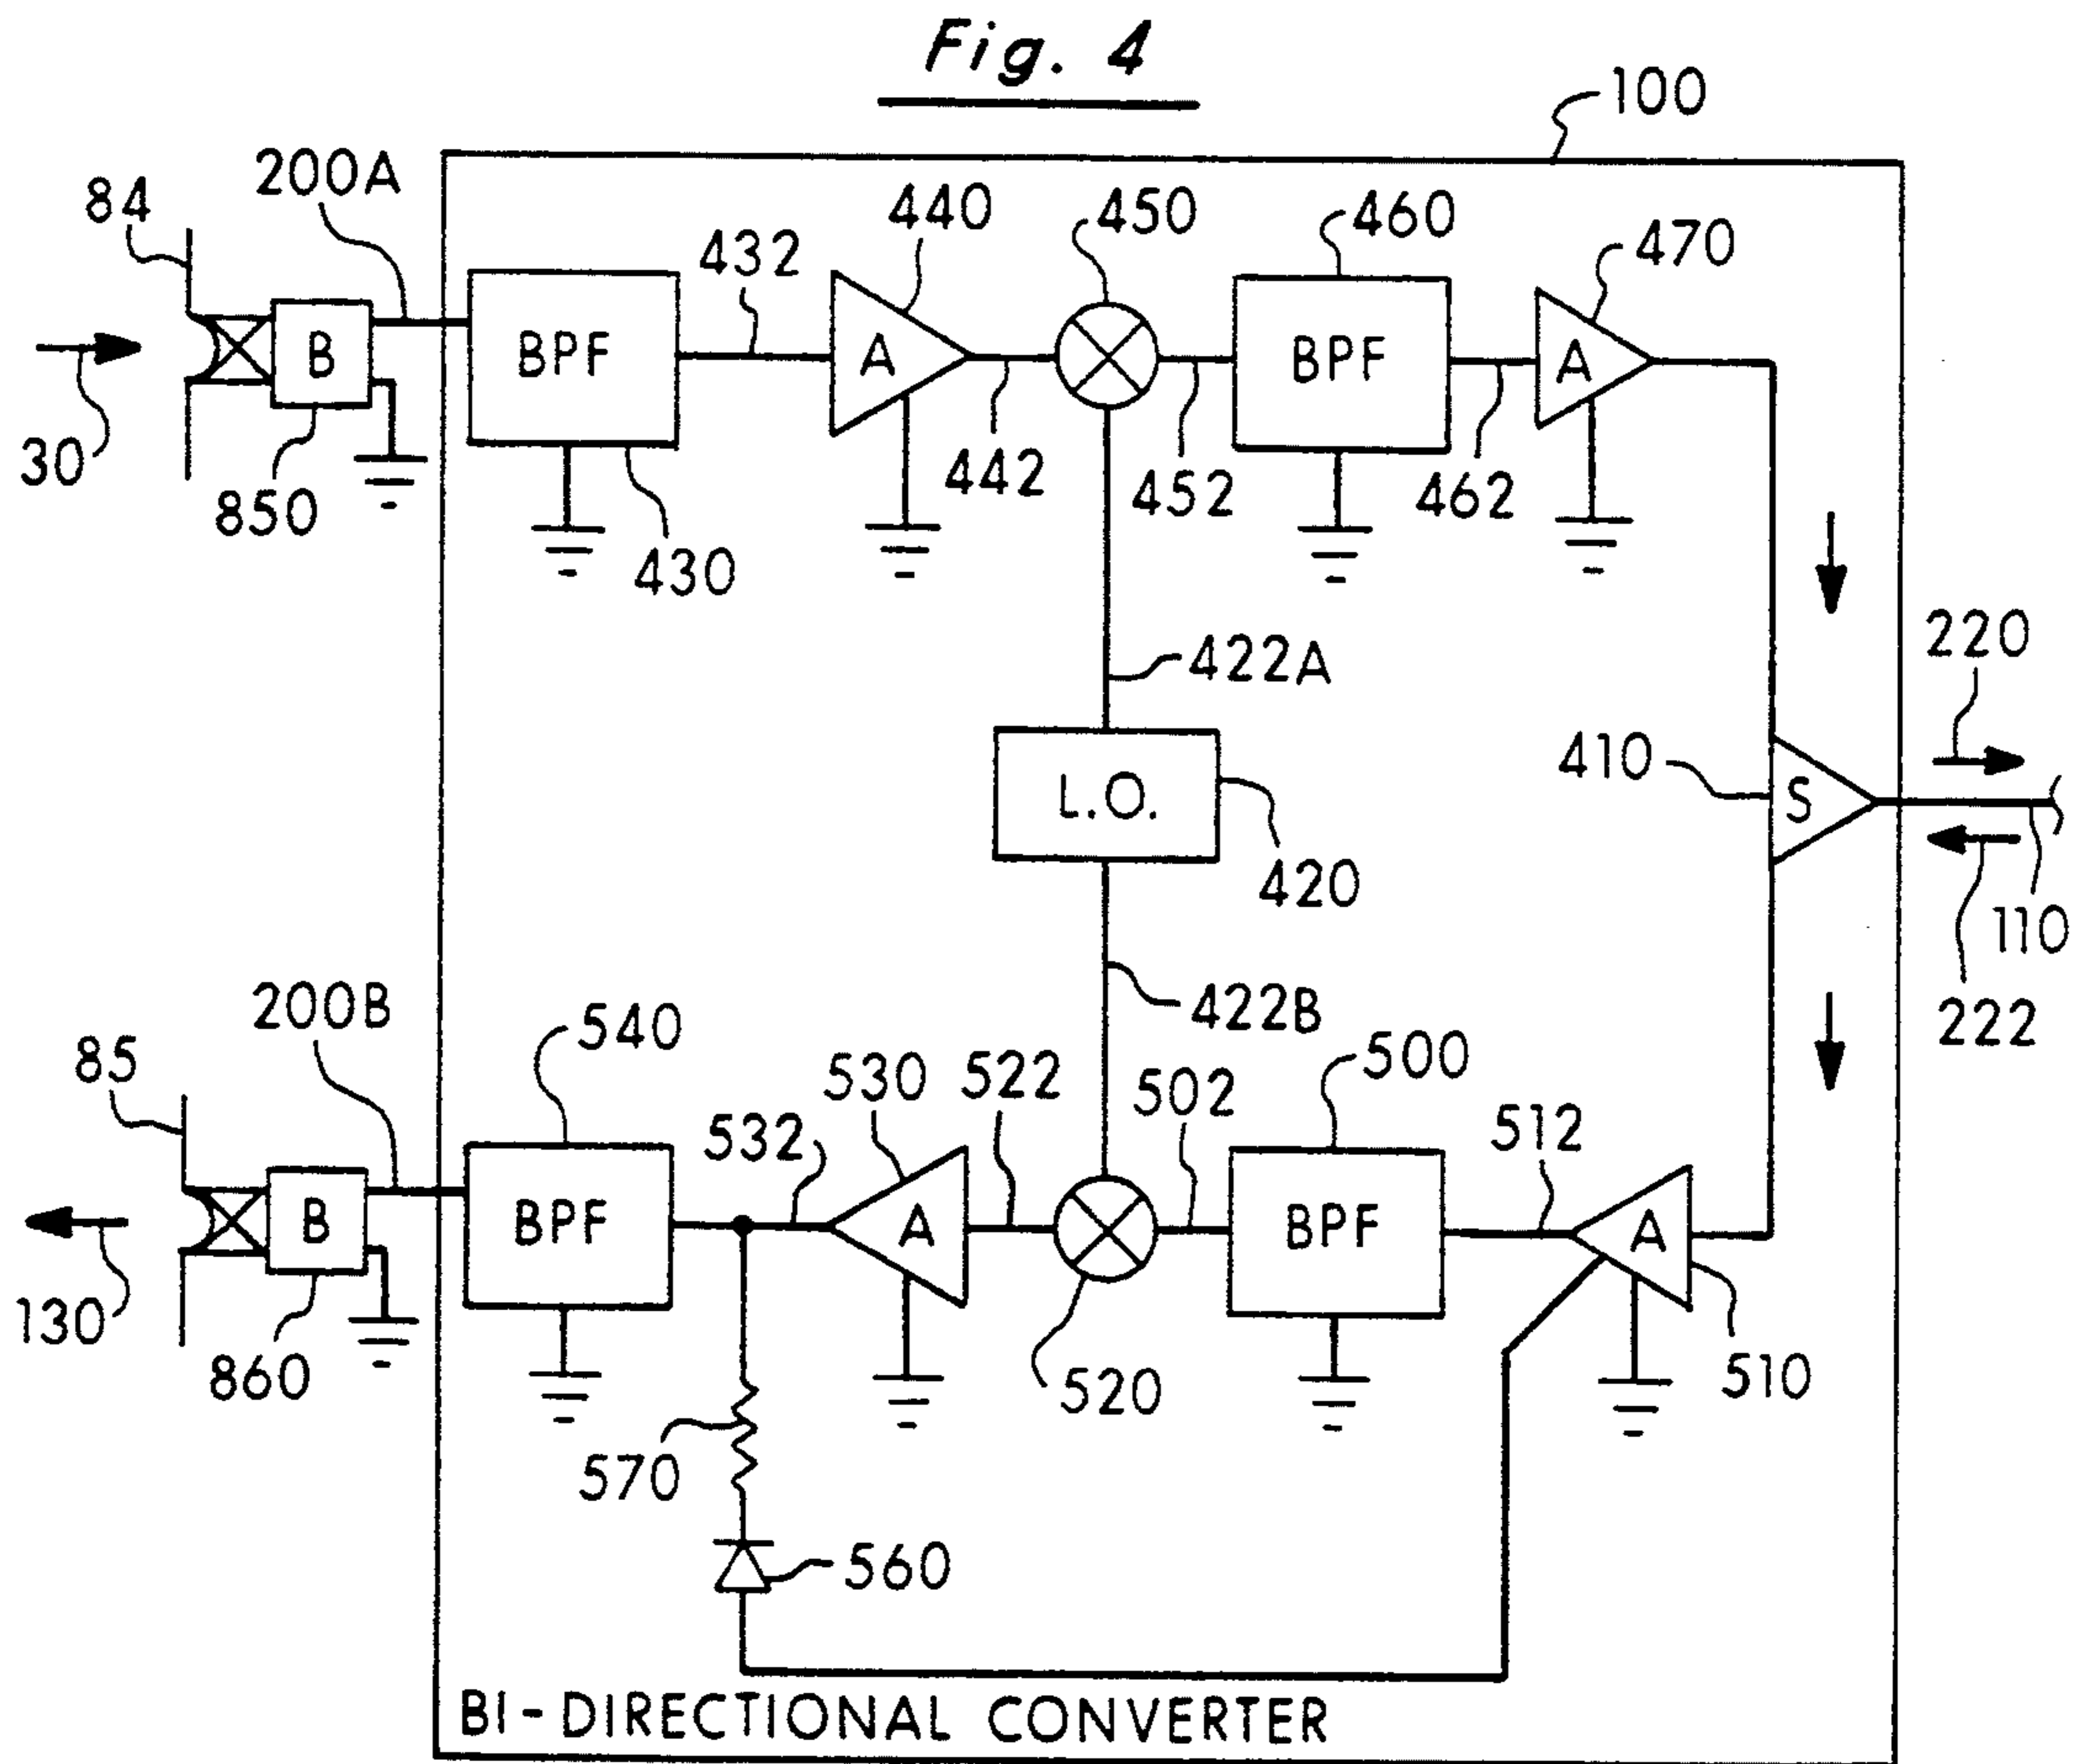 Fig. 4
100
84
200A
432
440
450
460
470
BPF
A
BPF
A
B
30
850
430
442
452
462
422A
220
L.O.
410
S
420
110
222
422B
85
200B
540
530
522
502
500
532
512
BPF
A
BPF
A
B
130
860
520
510
570
560
BI-DIRECTIONAL CONVERTER